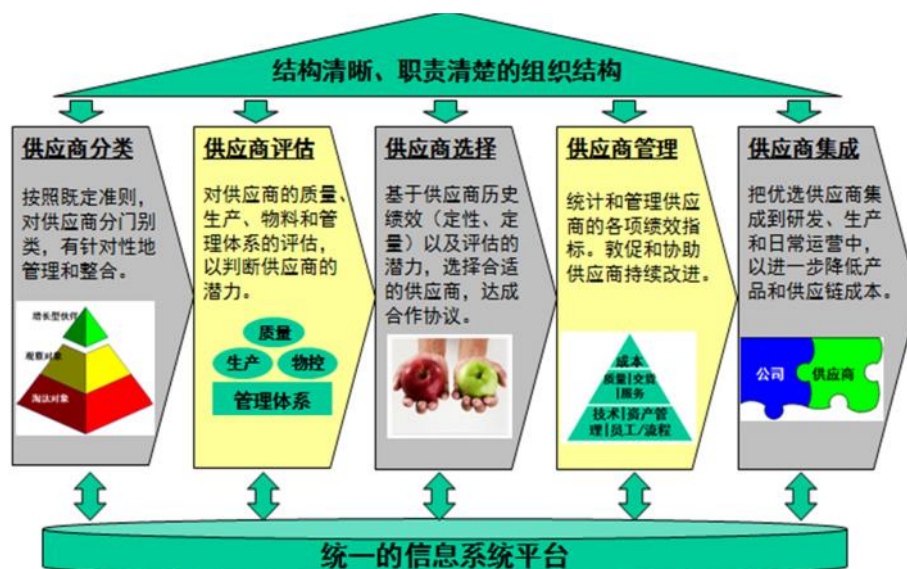 结构清晰、职责清楚的组织结构
供应商分类
按照既定准则，
对供应商分门别
类，有针对性地
管理和整合。
增长型伙伴
观察对象
淘汰对象
供应商评估
对供应商的质量、
生产、物料和管
理体系的评估，
以判断供应商的
潜力。
质量
生产
物控
管理体系
供应商选择
基于供应商历史
绩效（定性、定
量）以及评估的
潜力，选择合适
的供应商，达成
合作协议。
供应商管理
统计和管理供应
商的各项绩效指
标。敦促和协助
供应商持续改进。
成本
质量|交货
|服务
技术|资产管
理|员工/流程
供应商集成
把优选供应商集
成到研发、生产
和日常运营中，
以进一步降低产
品和供应链成本。
公司
供应商
统一的信息系统平台